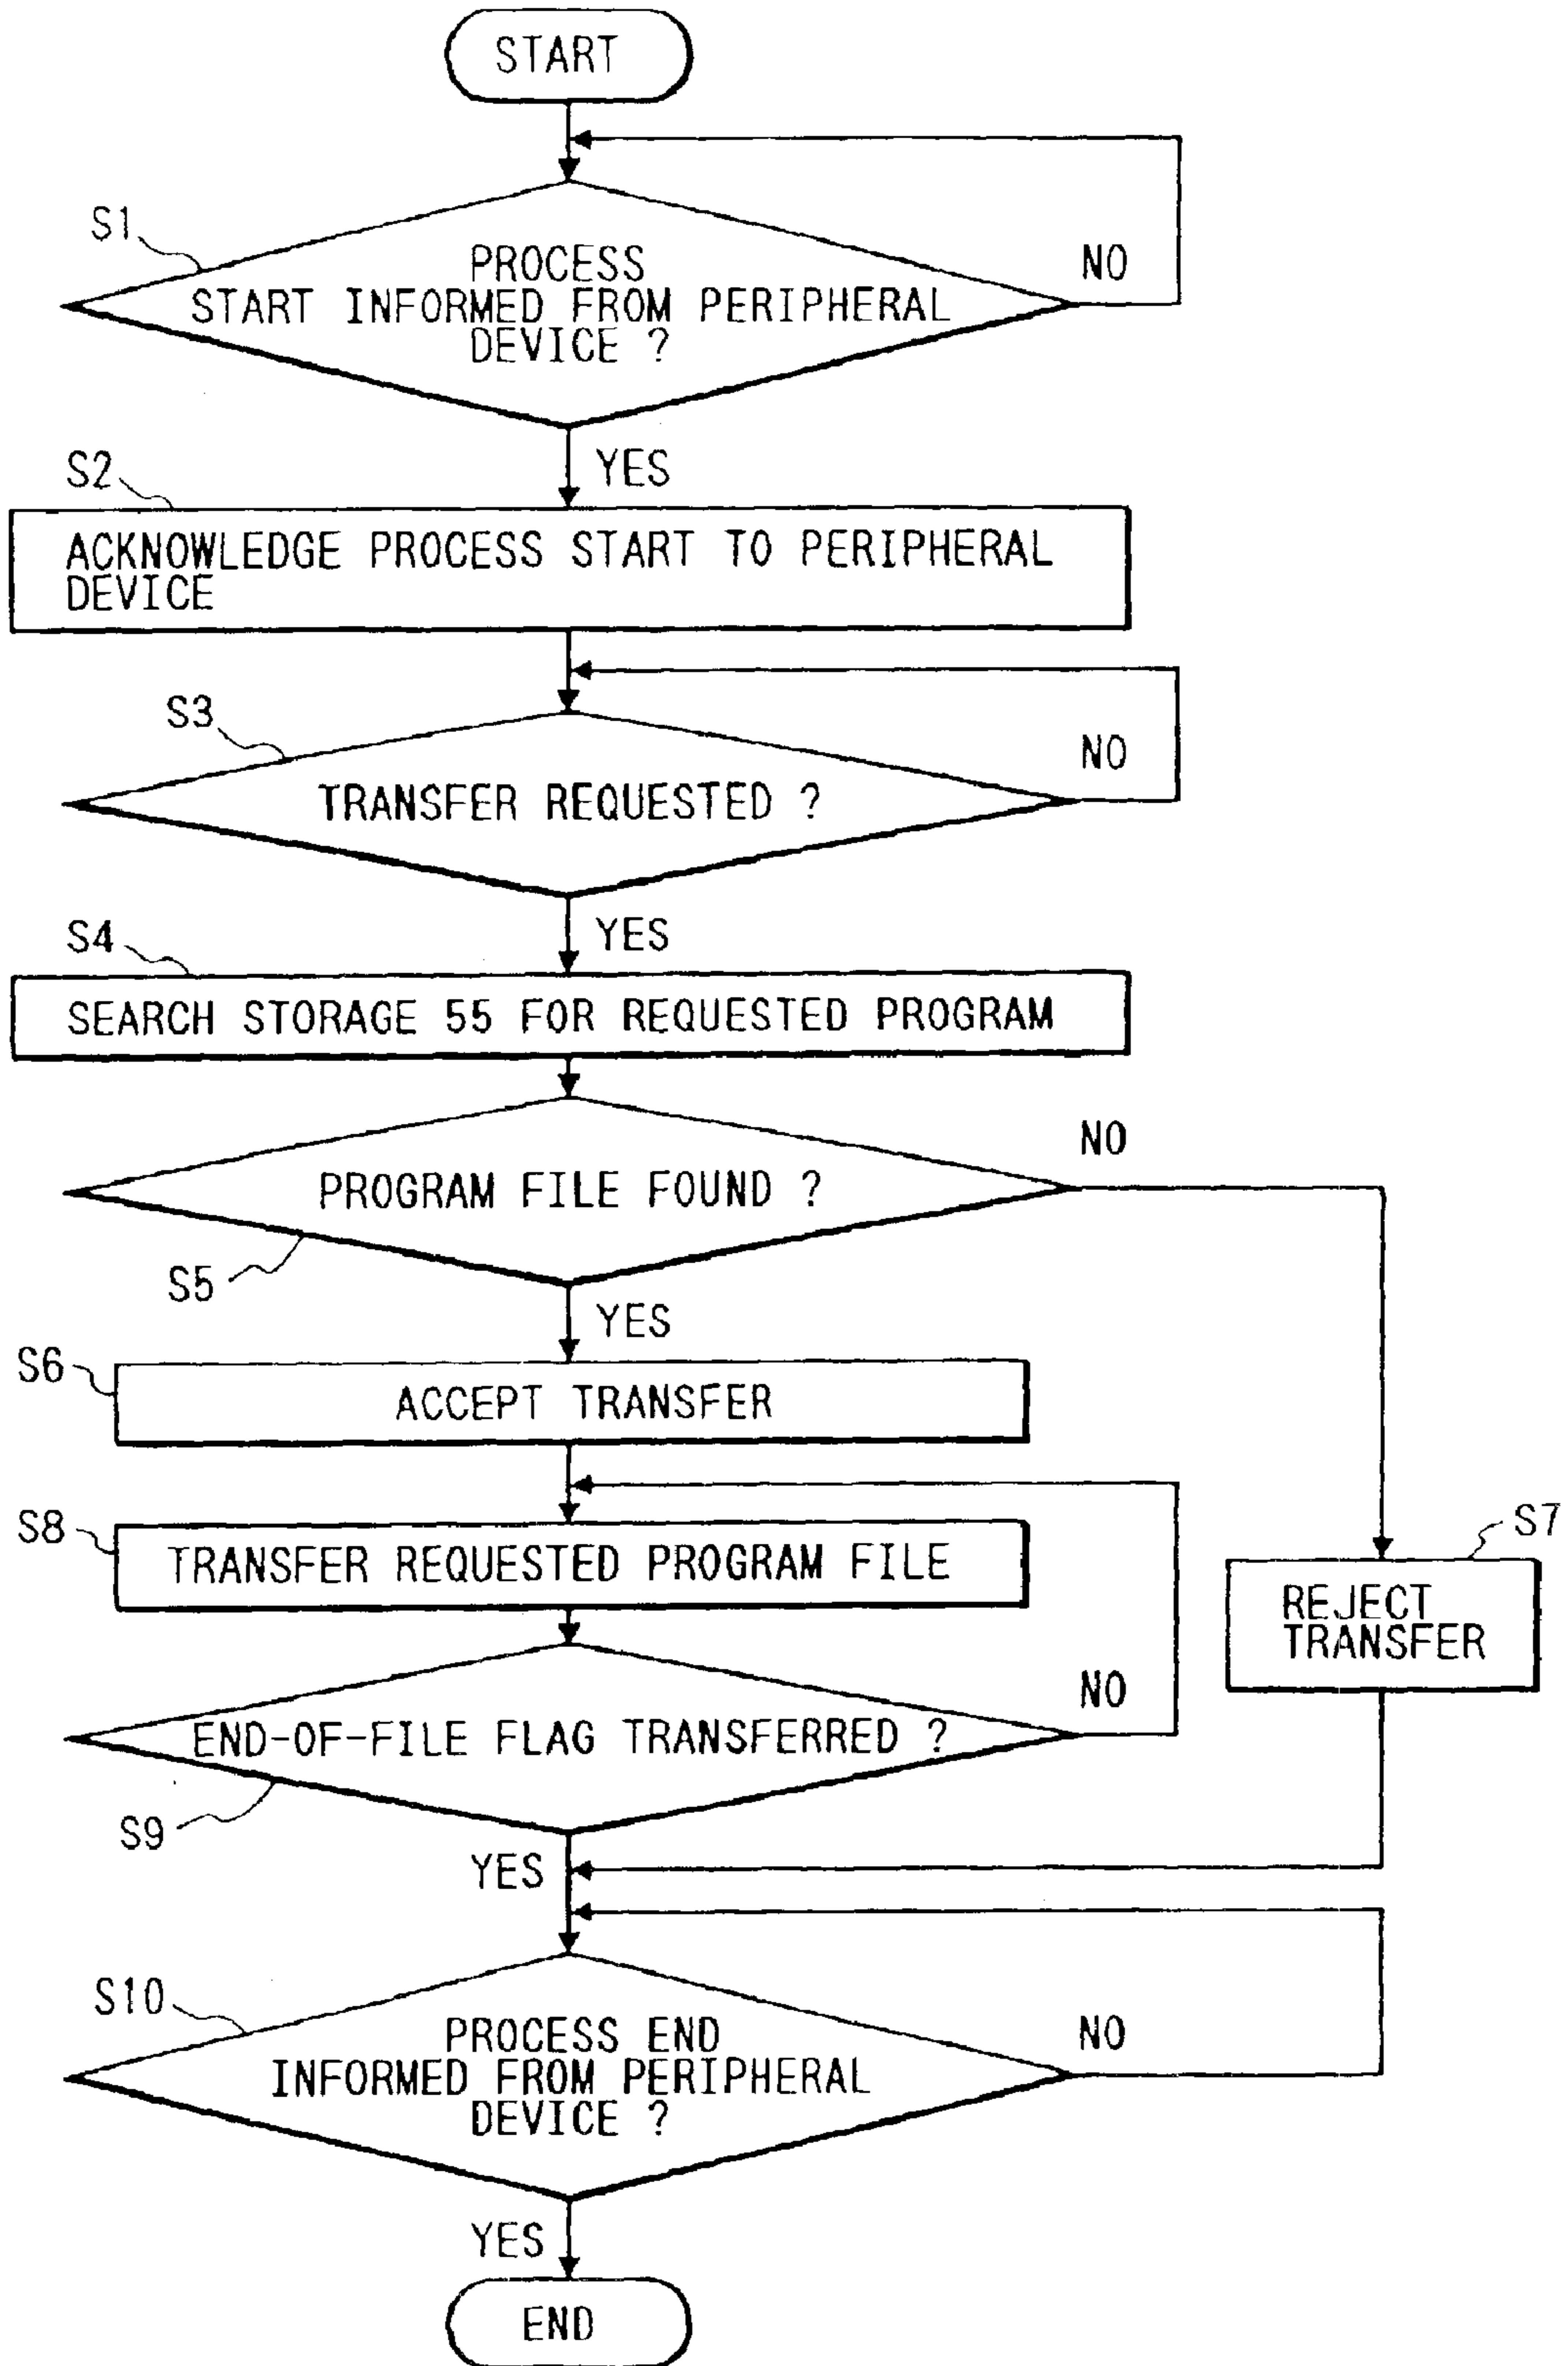 START
S1
PROCESS
START INFORMED FROM PERIPHERAL
DEVICE ?
NO
YES
S2
ACKNOWLEDGE PROCESS START TO PERIPHERAL
DEVICE
S3
TRANSFER REQUESTED ?
NO
YES
S4
SEARCH STORAGE 55 FOR REQUESTED PROGRAM
PROGRAM FILE FOUND ?
NO
S5
YES
S6
ACCEPT TRANSFER
S8
TRANSFER REQUESTED PROGRAM FILE
S7
REJECT
TRANSFER
END-OF-FILE FLAG TRANSFERRED ?
NO
S9
YES
S10
PROCESS END
INFORMED FROM PERIPHERAL
DEVICE ?
NO
YES
END